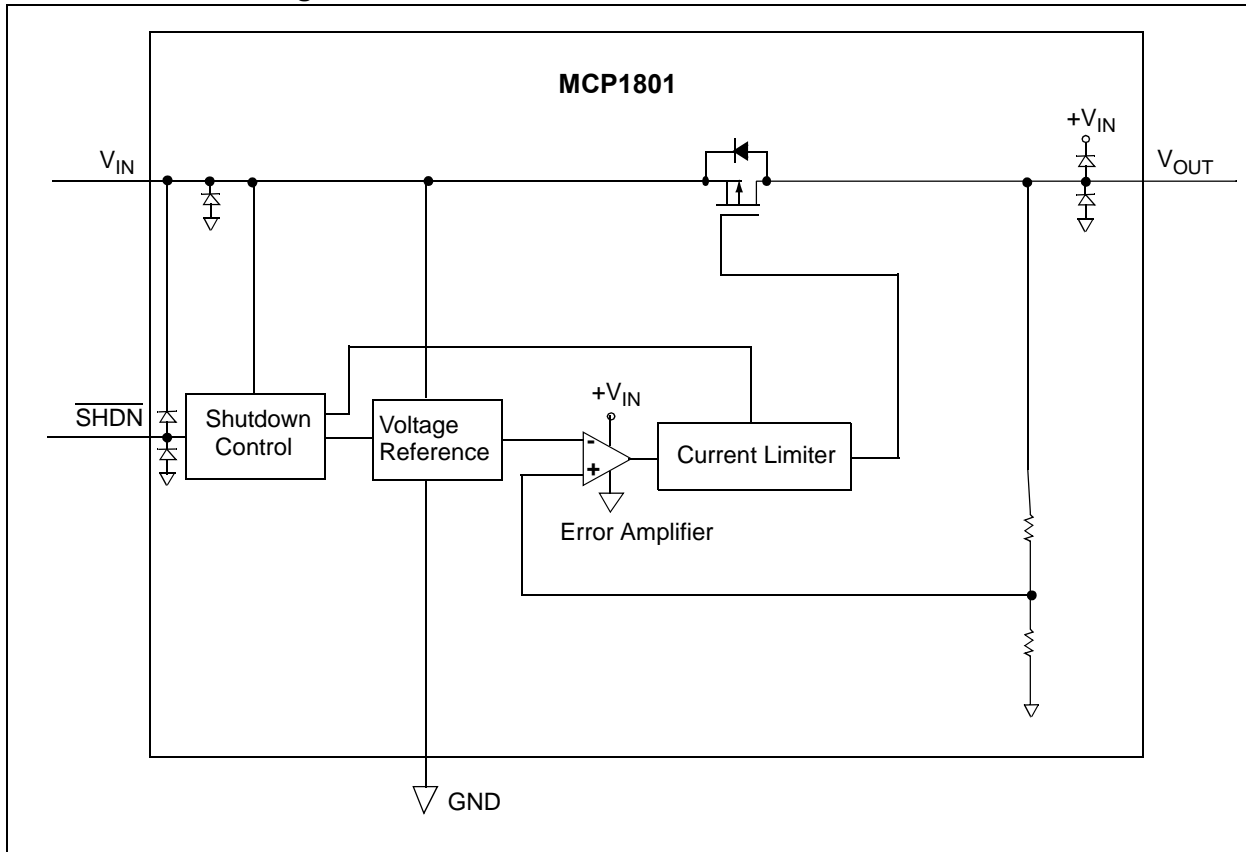 MCP1801
+VIN
VIN
VOUT
SHDN
Shutdown
Control
Voltage
Reference
+VIN
-
+
Current Limiter
Error Amplifier
GND